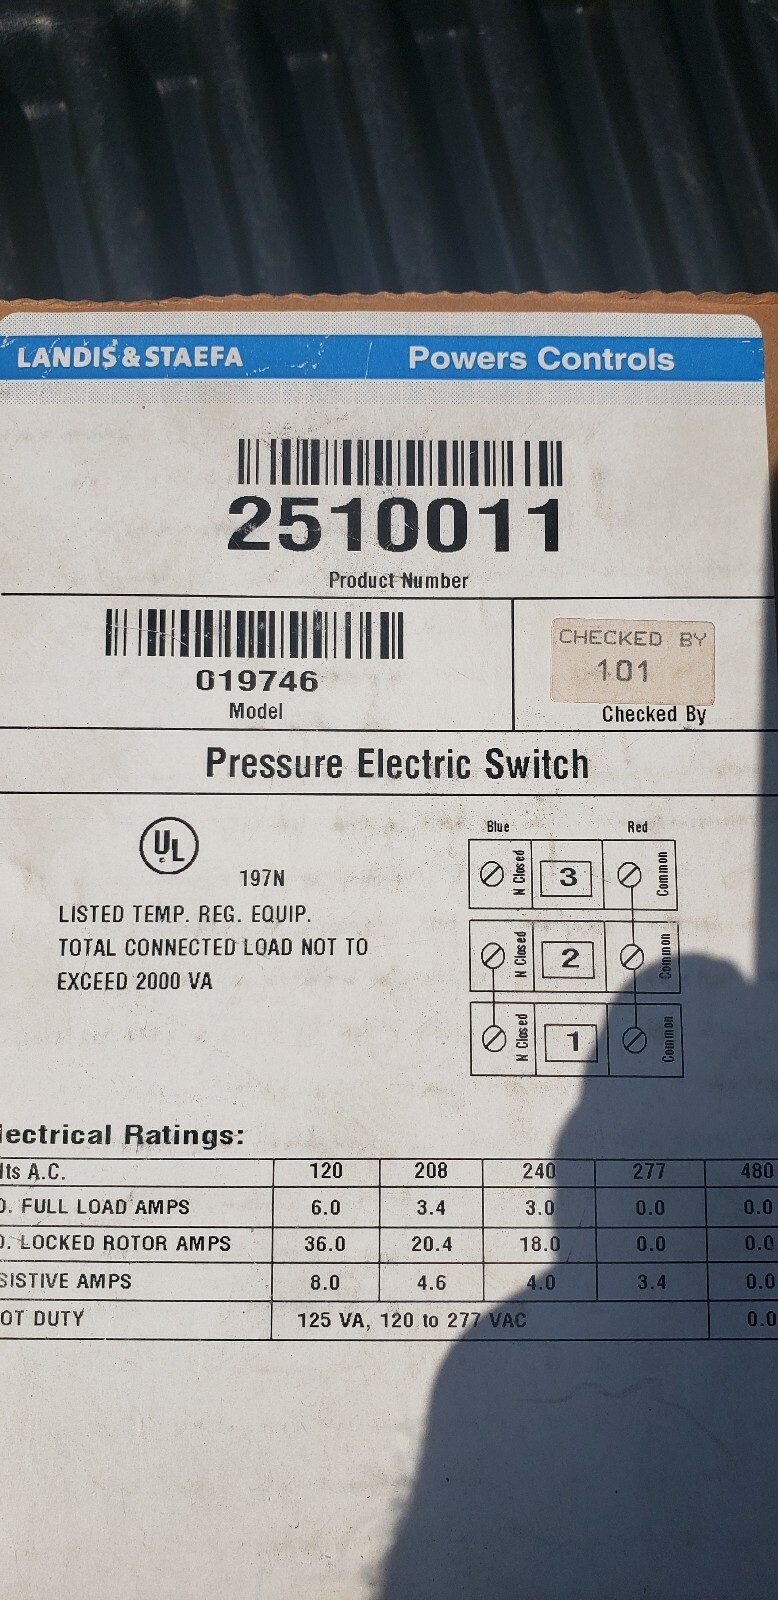 LANDIS & STAEFA Powers Controls
2510011
Product Number
019746
Model
CHECKED BY
101
Checked By
Pressure Electric Switch
UL
197N
LISTED TEMP. REG. EQUIP.
TOTAL CONNECTED LOAD NOT TO
EXCEED 2000 VA
Blue Red
N Closed 3 Common
N Closed 2 Common
N Closed 1 Common
lectrical Ratings:
lts A.C. 120 208 240 277 480
D. FULL LOAD AMPS 6.0 3.4 3.0 0.0 0.0
D. LOCKED ROTOR AMPS 36.0 20.4 18.0 0.0 0.0
SISTIVE AMPS 8.0 4.6 4.0 3.4 0.0
OT DUTY 125 VA, 120 to 277 VAC 0.0